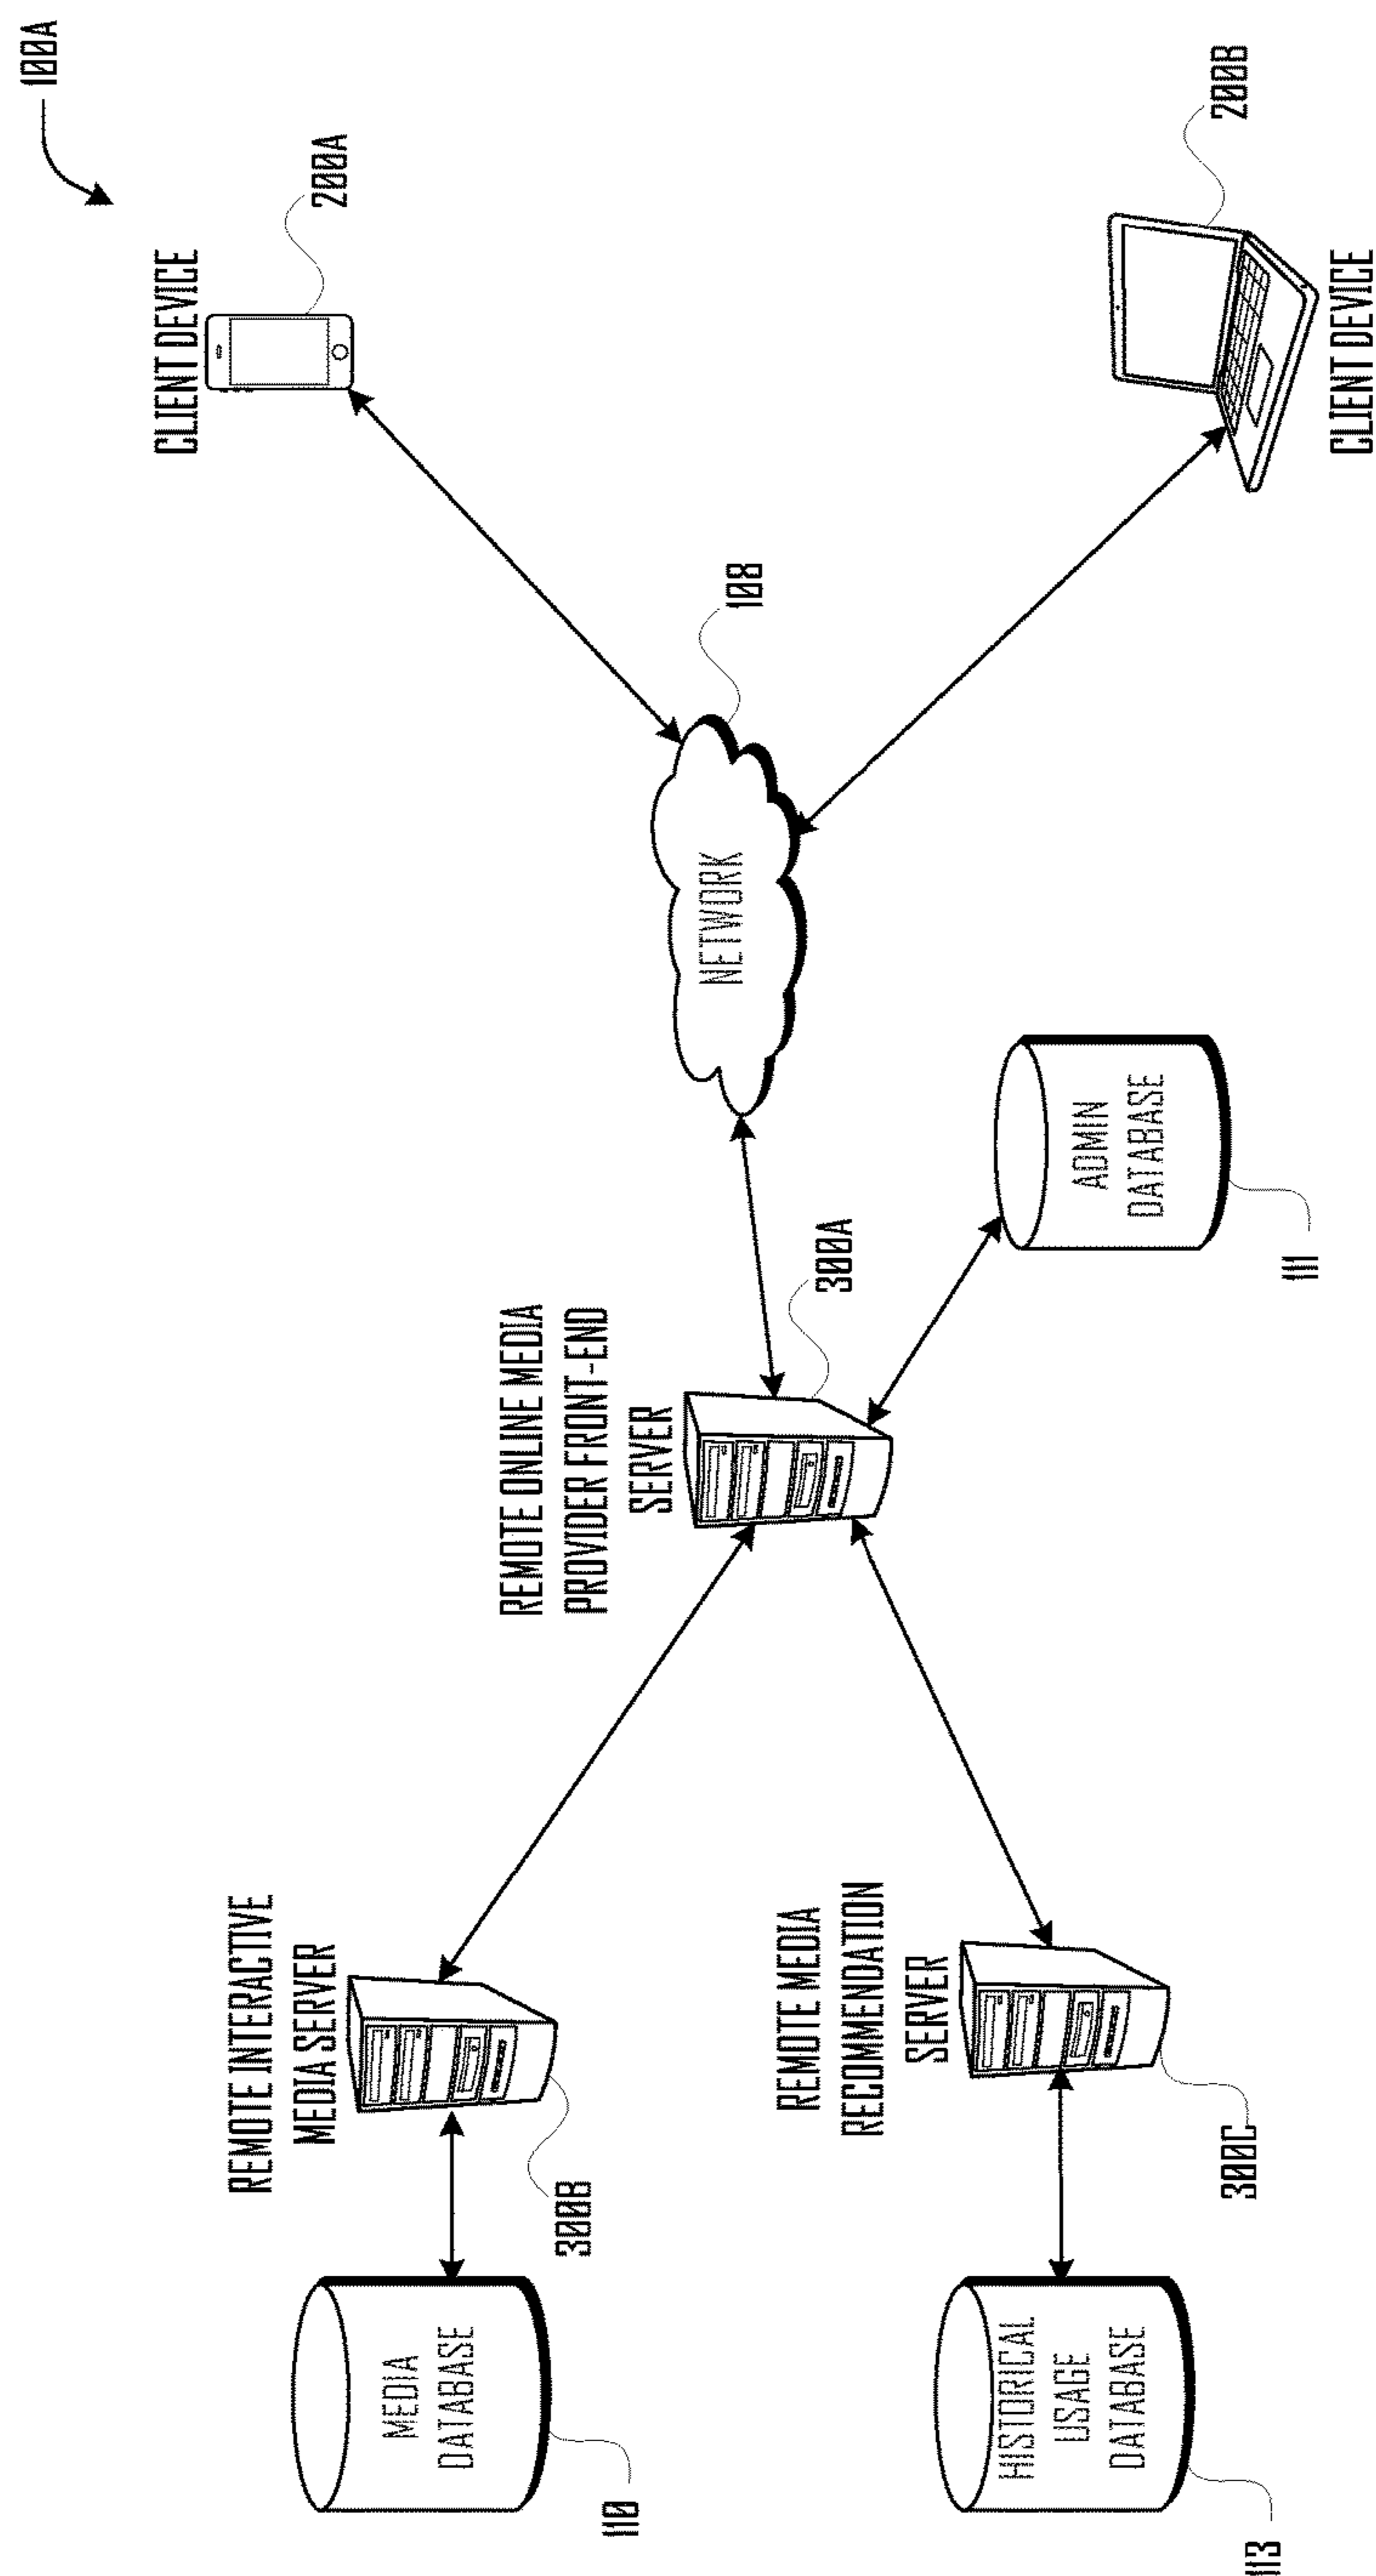 100A
CLIENT DEVICE
200A
200B
CLIENT DEVICE
108
NETWORK
REMOTE ONLINE MEDIA
PROVIDER FRONT-END
SERVER
300A
ADMIN
DATABASE
111
REMOTE INTERACTIVE
MEDIA SERVER
300B
REMOTE MEDIA
RECOMMENDATION
SERVER
300C
MEDIA
DATABASE
110
HISTORICAL
USAGE
DATABASE
113